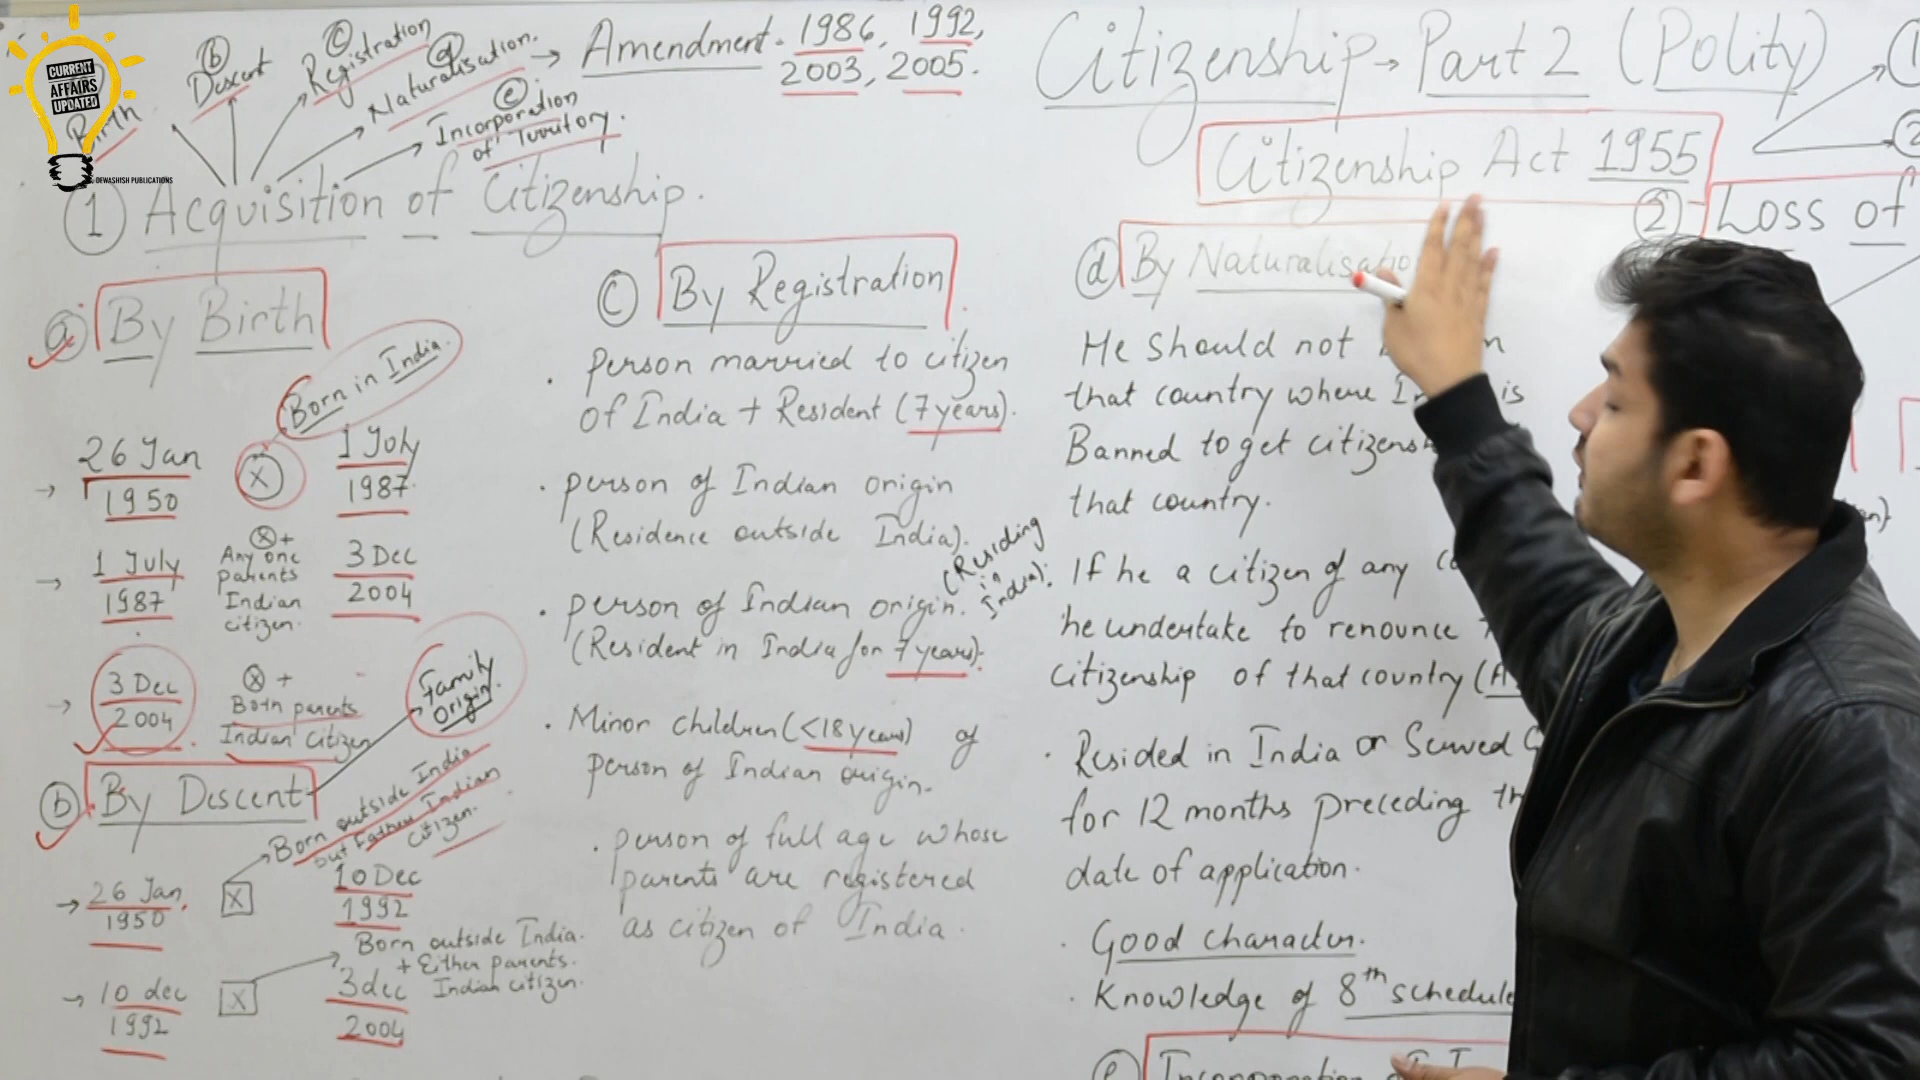 CURRENT
AFFAIRS
UPDATED
DEWASHISH PUBLICATIONS
Birth
(b)
Descent
(c)
Registration
(d)
Naturalisation.
(e)
Incorporation
of Territory.
→ Amendment - 1986, 1992,
2003, 2005.
① Acquisition of Citizenship.
(a) By Birth
Born in India.
→ 26 Jan
1950
X
1 July
1987
→ 1 July
1987
X +
Any one
parents
Indian
citizen.
3 Dec
2004
→ 3 Dec
2004
X +
Both parents
Indian Citizen
Family
Origin.
(b) By Descent
Born outside India
but Father Indian
citizen.
→ 26 Jan
1950
X
10 Dec
1992
→ 10 dec
1992
X
Born outside India.
+ Either parents.
Indian citizen.
3 dec
2004
(c) By Registration
· Person married to citizen
of India + Resident (7 years).
· person of Indian origin
(Residence outside India).
· person of Indian origin. (Residing
in
India).
(Resident in India for 7 years).
· Minor children (<18 years) of
person of Indian origin.
· person of full age whose
parents are registered
as citizen of India.
Citizenship → Part 2 (Polity)
Citizenship Act 1955
② Loss of
(d) By Naturalisatio
He should not
that country where is
Banned to get
that country.
If he a citizen of any
he undertake to renounce
citizenship of that country
· Resided in India or Served
for 12 months preceding
date of application.
· Good character.
· Knowledge of 8th schedule
(e) Incorporation